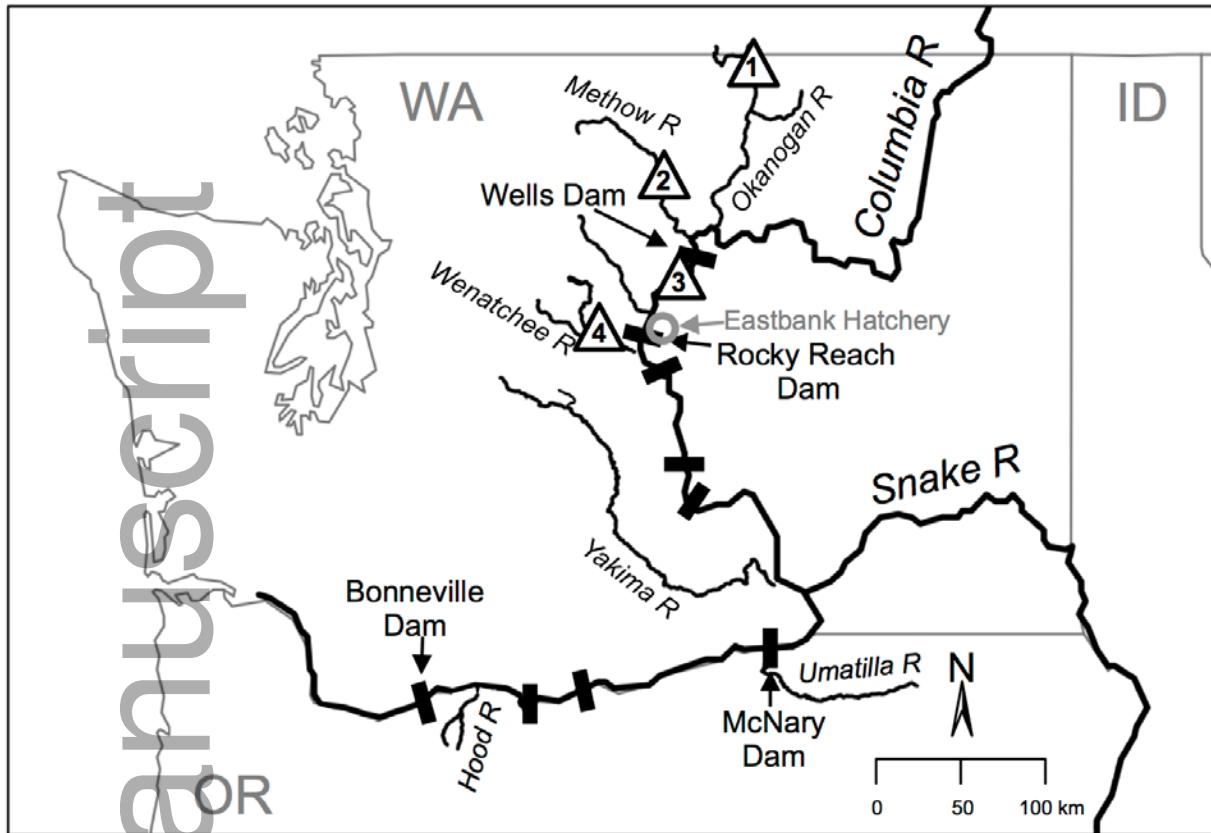 1
Columbia R
WA
ID
Methow R
Okanogan R
2
Wells Dam
3
Wenatchee R
4
Eastbank Hatchery
Rocky Reach
Dam
Snake R
Yakima R
Bonneville
Dam
Umatilla R
N
McNary
Dam
Hood R
OR
0 50 100 km
anuscript